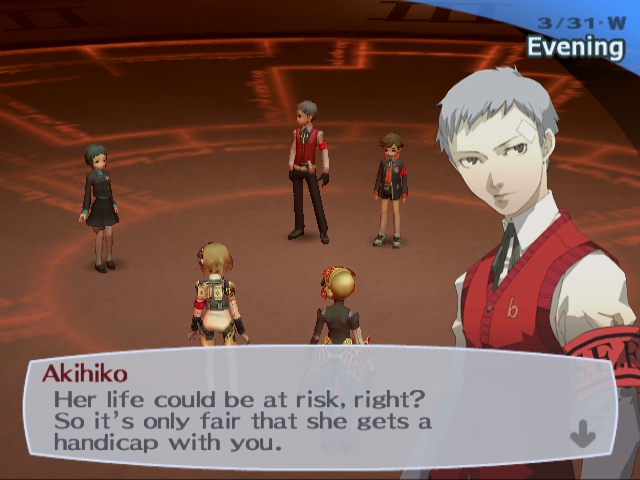 3/31·W
Evening
b
S.E.E.
Akihiko
Her life could be at risk, right?
So it's only fair that she gets a
handicap with you.